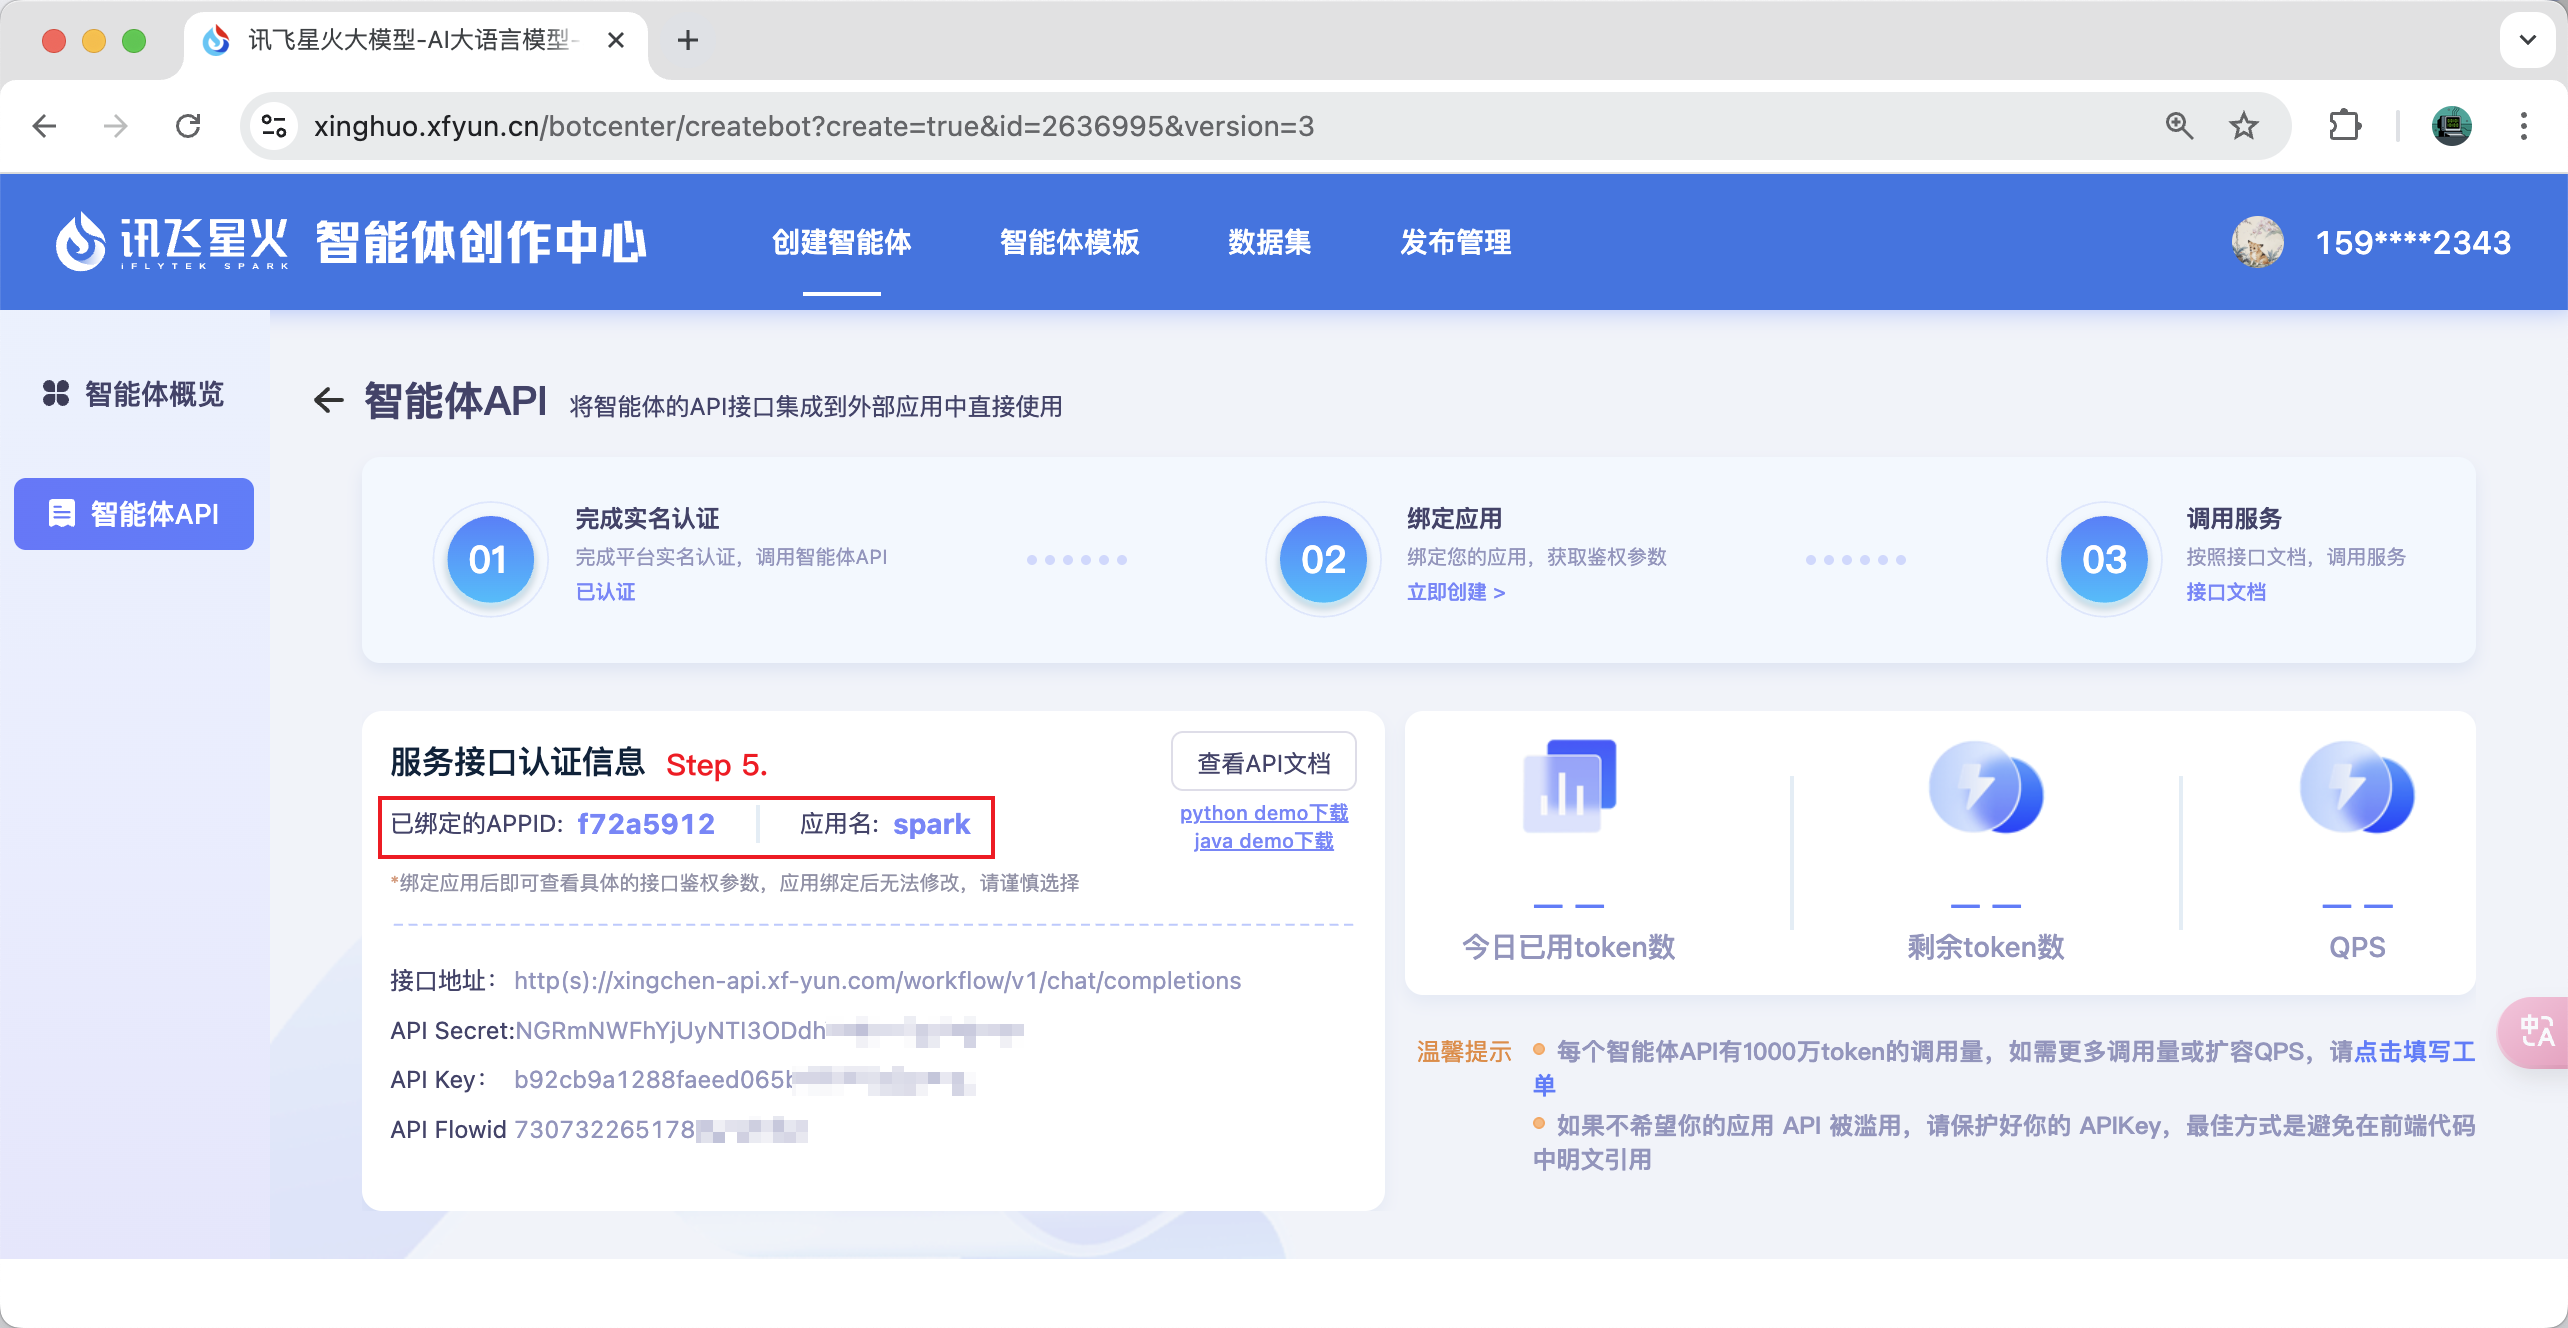 讯飞星火大模型-AI大语言模型-
xinghuo.xfyun.cn/botcenter/createbot?create=true&id=2636995&version=3
讯飞星火 智能体创作中心 创建智能体 智能体模板 数据集 发布管理 159****2343
iFLYTEK SPARK
智能体概览
智能体API
智能体API 将智能体的API接口集成到外部应用中直接使用
01
完成实名认证
完成平台实名认证，调用智能体API
已认证
02
绑定应用
绑定您的应用，获取鉴权参数
立即创建 >
03
调用服务
按照接口文档，调用服务
接口文档
服务接口认证信息 Step 5.
查看API文档
python demo下载
java demo下载
已绑定的APPID: f72a5912 应用名: spark
*绑定应用后即可查看具体的接口鉴权参数，应用绑定后无法修改，请谨慎选择
接口地址： http(s)://xingchen-api.xf-yun.com/workflow/v1/chat/completions
API Secret:NGRmNWFhYjUyNTI3ODdh
API Key： b92cb9a1288faeed065
API Flowid 730732265178
今日已用token数
剩余token数
QPS
温馨提示 每个智能体API有1000万token的调用量，如需更多调用量或扩容QPS，请点击填写工
单
如果不希望你的应用 API 被滥用，请保护好你的 APIKey，最佳方式是避免在前端代码
中明文引用
中A